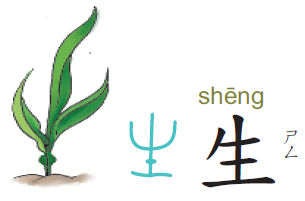 shēng
生 ㄕㄥ